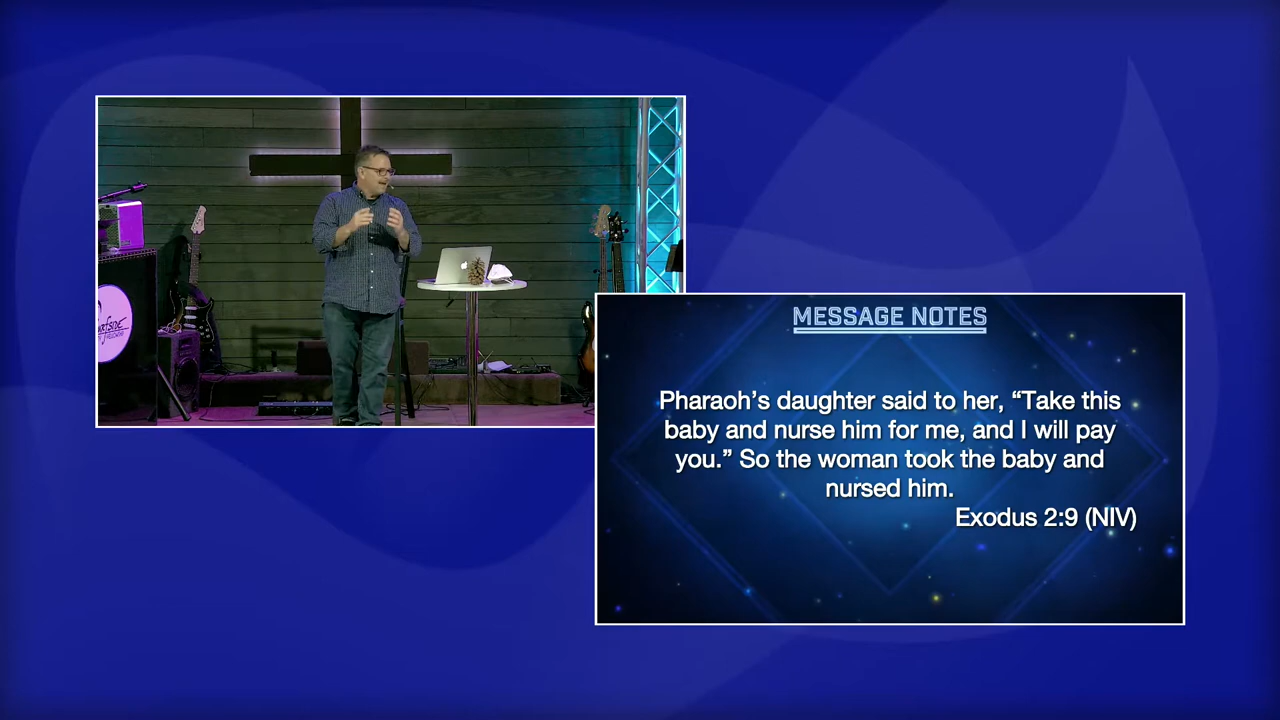 MESSAGE NOTES
Pharaoh's daughter said to her, “Take this
baby and nurse him for me, and I will pay
you.” So the woman took the baby and
nursed him.
Exodus 2:9 (NIV)